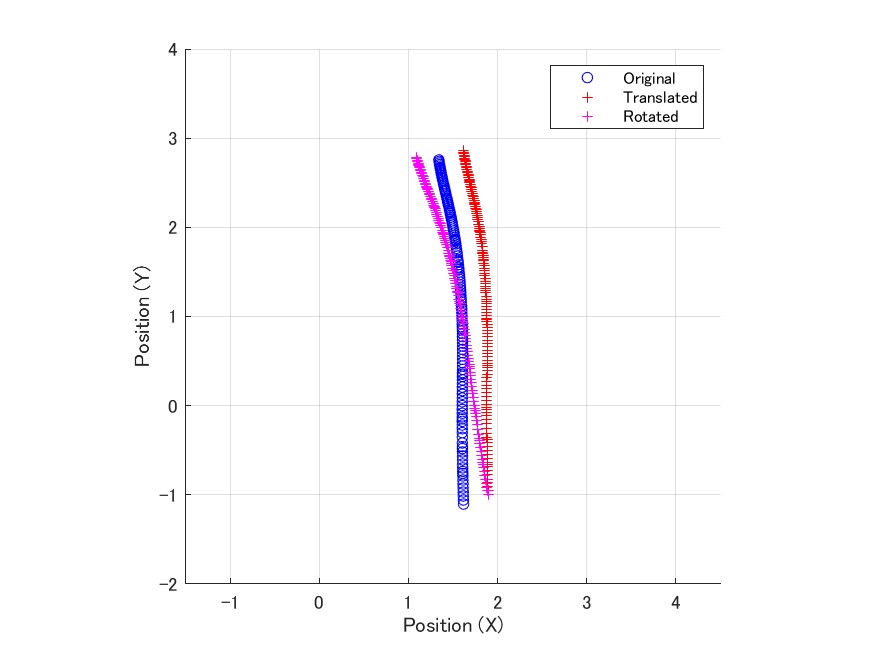 4
3
2
1
0
-1
-2
-1
0
1
2
3
4
Position (X)
Position (Y)
Original
Translated
Rotated